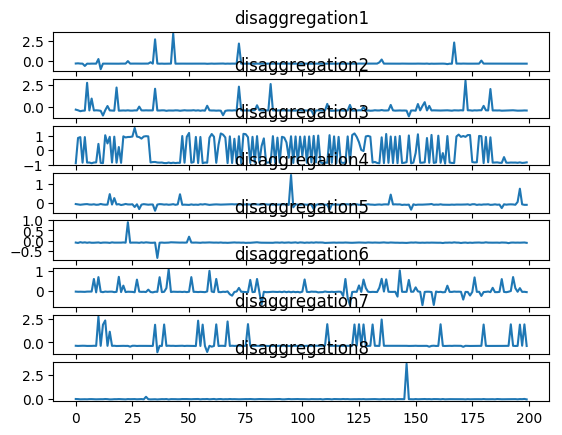 disaggregation1
2.5
0.0
disaggregation2
2.5
0.0
disaggregation3
1
0
−1
disaggregation4
1
0
disaggregation5
1.0
0.5
0.0
−0.5
disaggregation6
1
0
disaggregation7
2.5
0.0
disaggregation8
2.5
0.0
0 25 50 75 100 125 150 175 200